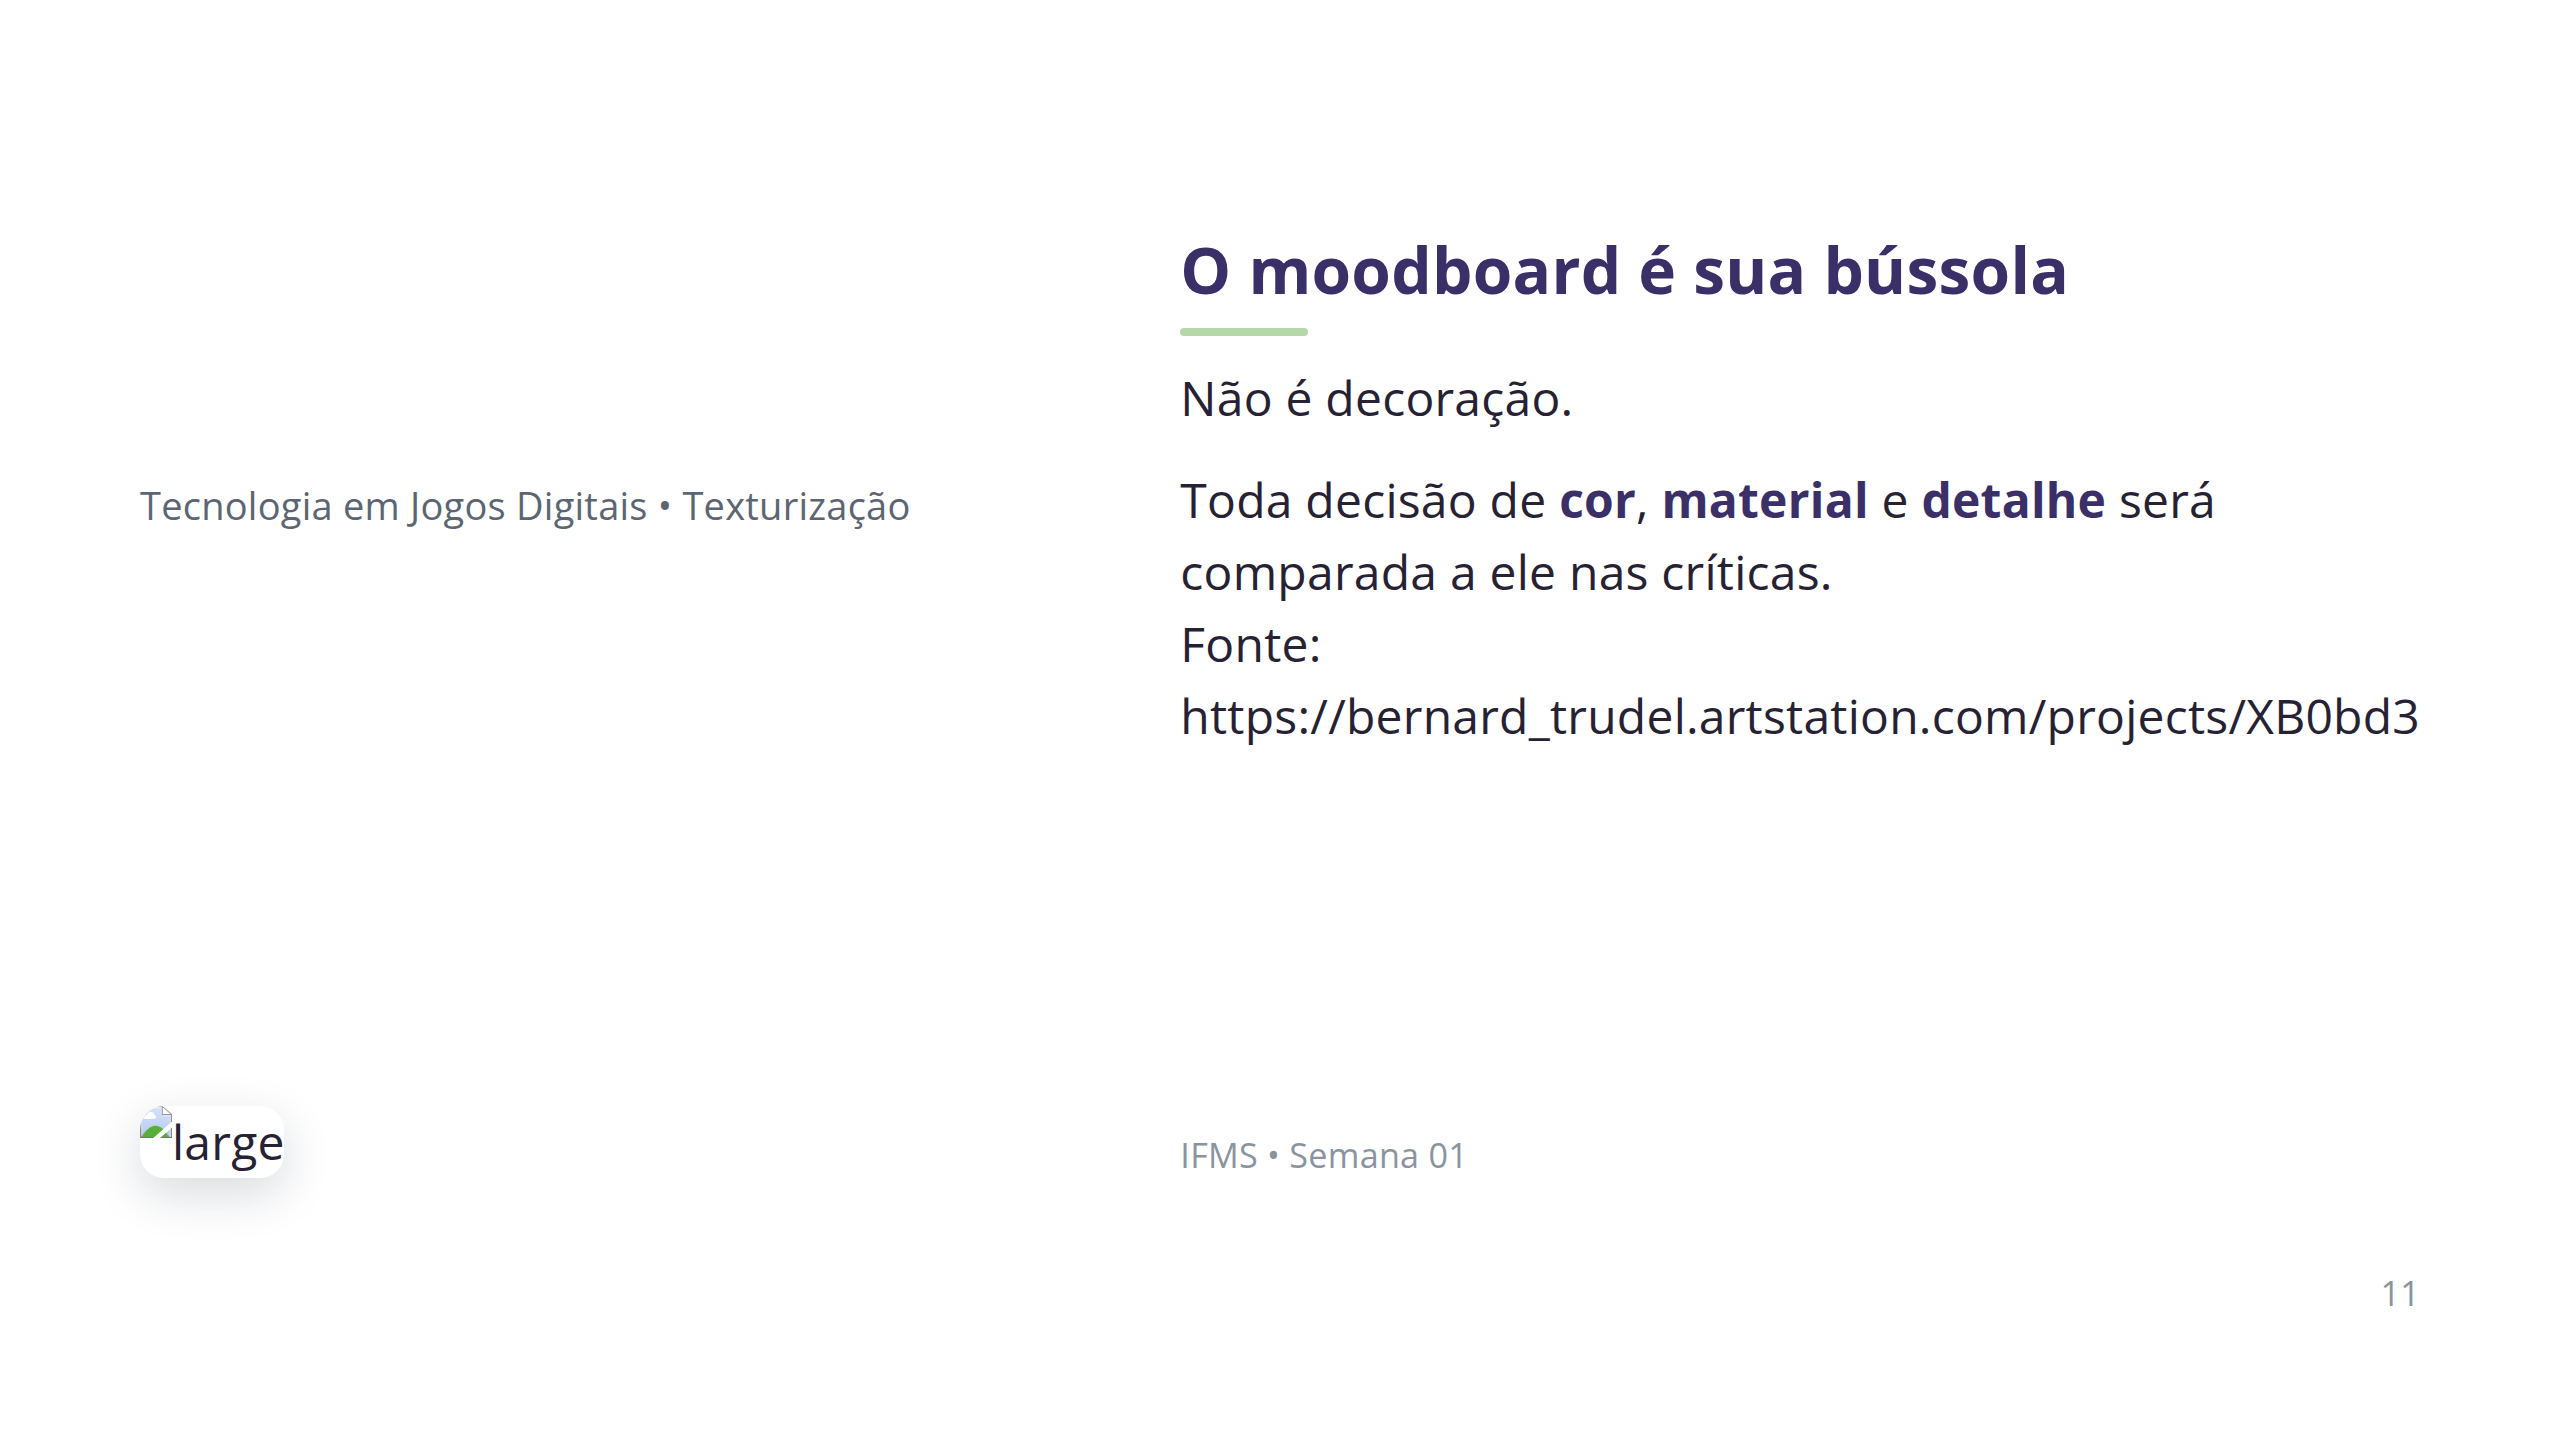 Tecnologia em Jogos Digitais • Texturização
large
O moodboard é sua bússola
Não é decoração.
Toda decisão de cor, material e detalhe será
comparada a ele nas críticas.
Fonte:
https://bernard_trudel.artstation.com/projects/XB0bd3
IFMS • Semana 01
11